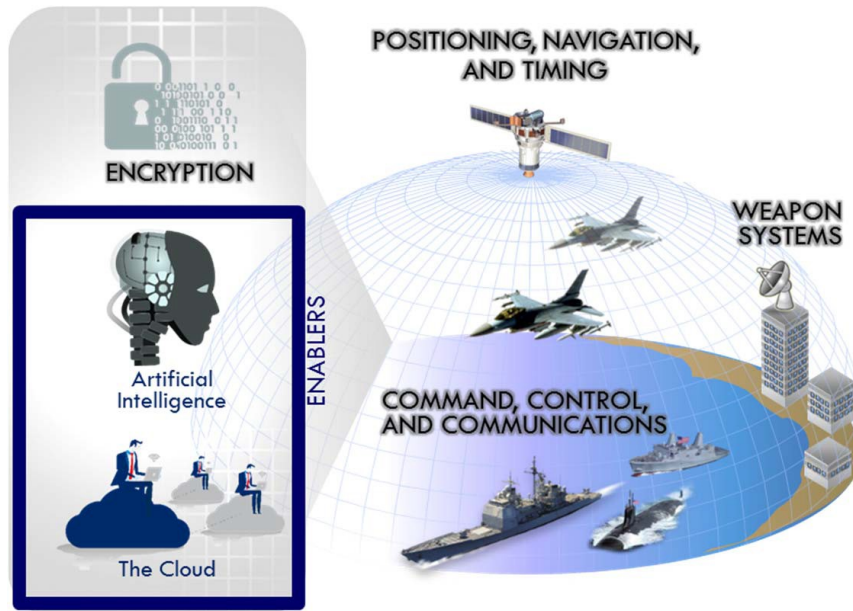 POSITIONING, NAVIGATION,
AND TIMING
ENCRYPTION
WEAPON
SYSTEMS
ENABLERS
Artificial
Intelligence
COMMAND, CONTROL,
AND COMMUNICATIONS
The Cloud